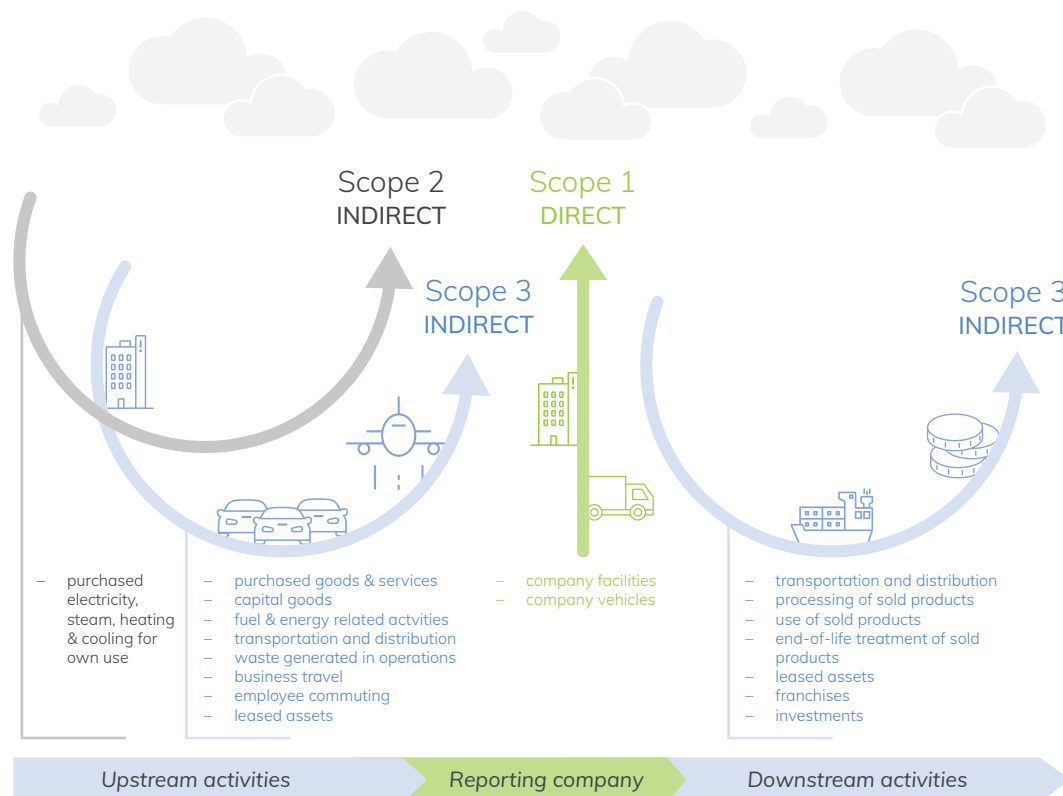 Scope 2
INDIRECT
Scope 1
DIRECT
Scope 3
INDIRECT
Scope 3
INDIRECT
– purchased
electricity,
steam, heating
& cooling for
own use
– purchased goods & services
– capital goods
– fuel & energy related actvities
– transportation and distribution
– waste generated in operations
– business travel
– employee commuting
– leased assets
– company facilities
– company vehicles
– transportation and distribution
– processing of sold products
– use of sold products
– end-of-life treatment of sold
products
– leased assets
– franchises
– investments
Upstream activities
Reporting company
Downstream activities